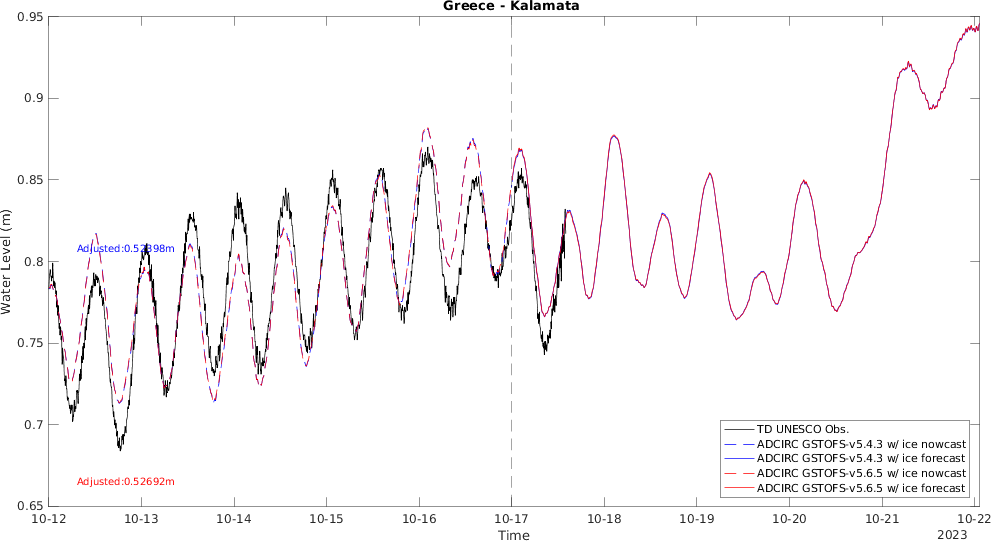 Greece - Kalamata
Water Level (m)
0.95
0.9
0.85
0.8
0.75
0.7
0.65
Adjusted:0.52398m
Adjusted:0.52692m
TD UNESCO Obs.
ADCIRC GSTOFS-v5.4.3 w/ ice nowcast
ADCIRC GSTOFS-v5.4.3 w/ ice forecast
ADCIRC GSTOFS-v5.6.5 w/ ice nowcast
ADCIRC GSTOFS-v5.6.5 w/ ice forecast
10-12 10-13 10-14 10-15 10-16 10-17 10-18 10-19 10-20 10-21 10-22
Time
2023